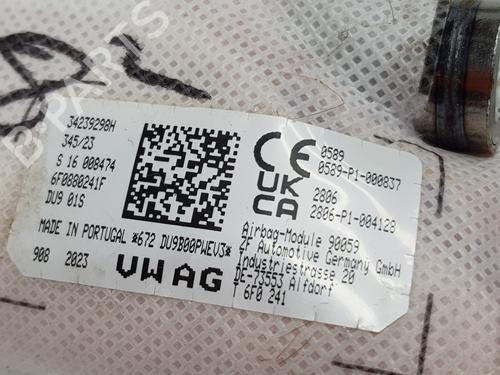 34239298H
345/23
S 16 008474
6F0880241F
DU9 01S
MADE IN PORTUGAL *672 DU9B00PWEV3*
908 2023
VW AG
CE 0589
0589-P1-000837
UK CA 2806
2806-P1-004128
Airbag-Module 90059
ZF Automotive Germany GmbH
Industriestrasse 20
DE-73553 Alfdorf
6F0 241
B-PARTS